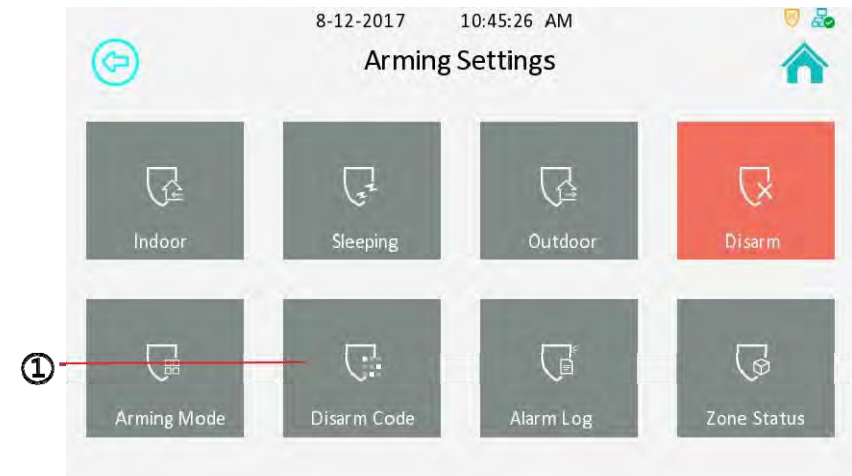 8-12-2017 10:45:26 AM
Arming Settings
Indoor Sleeping Outdoor Disarm
①
Arming Mode Disarm Code Alarm Log Zone Status